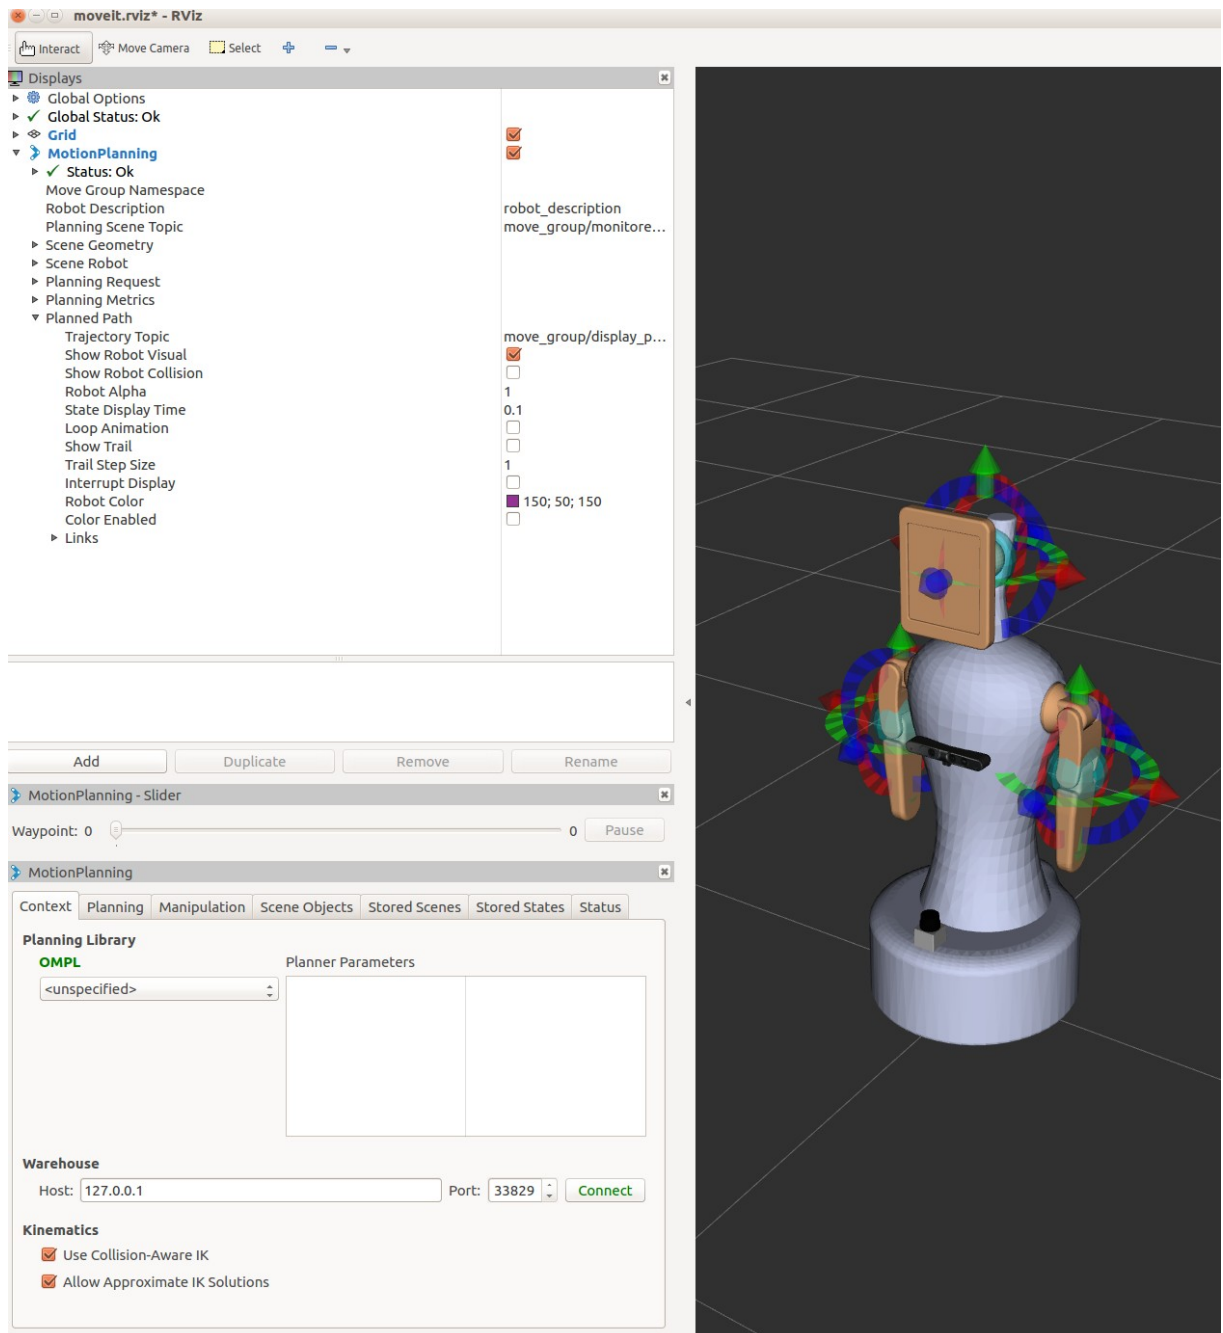 moveit.rviz* - RViz
Interact Move Camera Select
Displays
Global Options
Global Status: Ok
Grid
MotionPlanning
Status: Ok
Move Group Namespace
Robot Description robot_description
Planning Scene Topic move_group/monitore...
Scene Geometry
Scene Robot
Planning Request
Planning Metrics
Planned Path
Trajectory Topic move_group/display_p...
Show Robot Visual
Show Robot Collision
Robot Alpha 1
State Display Time 0.1
Loop Animation
Show Trail
Trail Step Size 1
Interrupt Display
Robot Color 150; 50; 150
Color Enabled
Links
Add Duplicate Remove Rename
MotionPlanning - Slider
Waypoint: 0 0 Pause
MotionPlanning
Context Planning Manipulation Scene Objects Stored Scenes Stored States Status
Planning Library
OMPL Planner Parameters
<unspecified>
Warehouse
Host: 127.0.0.1 Port: 33829 Connect
Kinematics
Use Collision-Aware IK
Allow Approximate IK Solutions